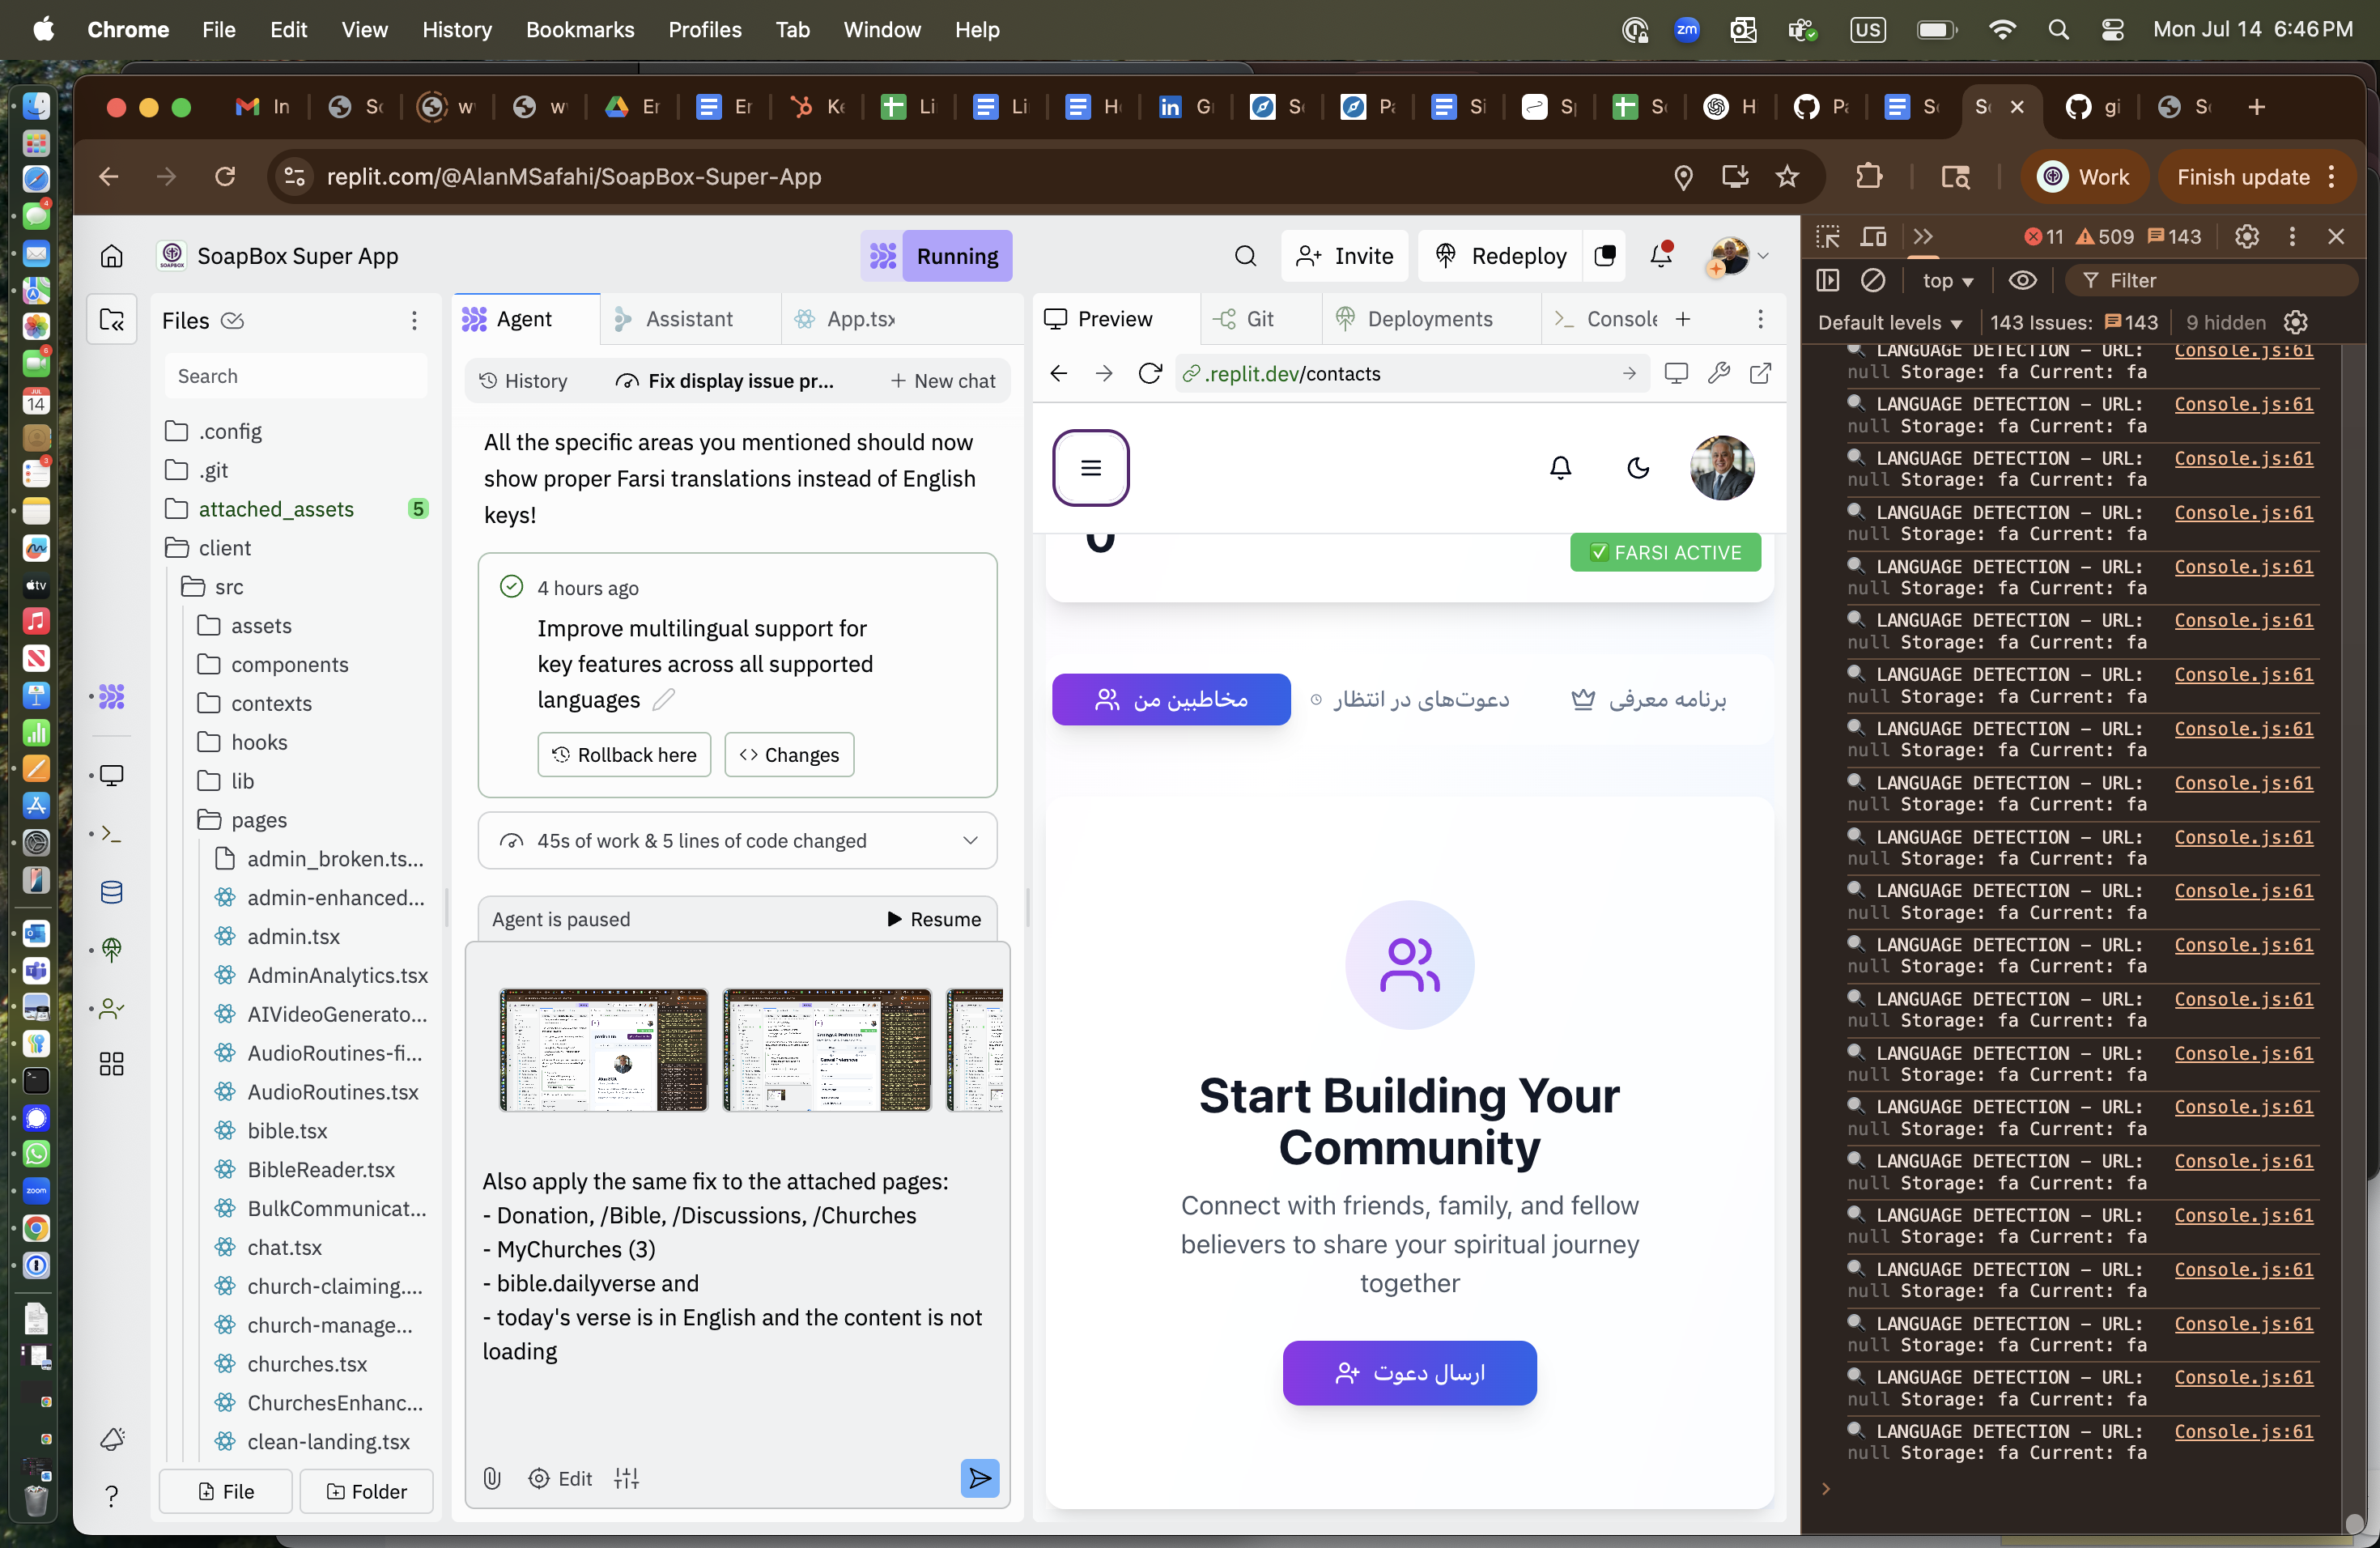 Chrome File Edit View History Bookmarks Profiles Tab Window Help
zm
US
Mon Jul 14 6:46 PM
In
Sc
w
w
Er
Er
Ke
Li
Li
Ho
in
G
Sc
Pa
Si
Sp
Sc
H
Pa
Sc
Sc
gi
Sc
replit.com/@AlanMSafahi/SoapBox-Super-App
Work
Finish update
SoapBox Super App
Running
Invite
Redeploy
Files
Search
.config
.git
attached_assets 5
client
src
assets
components
contexts
hooks
lib
pages
admin_broken.ts...
admin-enhanced...
admin.tsx
AdminAnalytics.tsx
AIVideoGenerato...
AudioRoutines-fi...
AudioRoutines.tsx
bible.tsx
BibleReader.tsx
BulkCommunicat...
chat.tsx
church-claiming....
church-manage...
churches.tsx
ChurchesEnhanc...
clean-landing.tsx
File
Folder
Agent
Assistant
App.tsx
History
Fix display issue pr...
New chat
All the specific areas you mentioned should now
show proper Farsi translations instead of English
keys!
4 hours ago
Improve multilingual support for
key features across all supported
languages
Rollback here
Changes
45s of work & 5 lines of code changed
Agent is paused
Resume
Also apply the same fix to the attached pages:
- Donation, /Bible, /Discussions, /Churches
- MyChurches (3)
- bible.dailyverse and
- today's verse is in English and the content is not
loading
Edit
Preview
Git
Deployments
Console
.replit.dev/contacts
0
✅ FARSI ACTIVE
مخاطبین من
دعوت‌های در انتظار
برنامه معرفی
Start Building Your
Community
Connect with friends, family, and fellow
believers to share your spiritual journey
together
ارسال دعوت
11 509 143
top
Filter
Default levels
143 Issues: 143
9 hidden
LANGUAGE DETECTION - URL: Console.js:61
null Storage: fa Current: fa
LANGUAGE DETECTION - URL: Console.js:61
null Storage: fa Current: fa
LANGUAGE DETECTION - URL: Console.js:61
null Storage: fa Current: fa
LANGUAGE DETECTION - URL: Console.js:61
null Storage: fa Current: fa
LANGUAGE DETECTION - URL: Console.js:61
null Storage: fa Current: fa
LANGUAGE DETECTION - URL: Console.js:61
null Storage: fa Current: fa
LANGUAGE DETECTION - URL: Console.js:61
null Storage: fa Current: fa
LANGUAGE DETECTION - URL: Console.js:61
null Storage: fa Current: fa
LANGUAGE DETECTION - URL: Console.js:61
null Storage: fa Current: fa
LANGUAGE DETECTION - URL: Console.js:61
null Storage: fa Current: fa
LANGUAGE DETECTION - URL: Console.js:61
null Storage: fa Current: fa
LANGUAGE DETECTION - URL: Console.js:61
null Storage: fa Current: fa
LANGUAGE DETECTION - URL: Console.js:61
null Storage: fa Current: fa
LANGUAGE DETECTION - URL: Console.js:61
null Storage: fa Current: fa
LANGUAGE DETECTION - URL: Console.js:61
null Storage: fa Current: fa
LANGUAGE DETECTION - URL: Console.js:61
null Storage: fa Current: fa
LANGUAGE DETECTION - URL: Console.js:61
null Storage: fa Current: fa
LANGUAGE DETECTION - URL: Console.js:61
null Storage: fa Current: fa
LANGUAGE DETECTION - URL: Console.js:61
null Storage: fa Current: fa
LANGUAGE DETECTION - URL: Console.js:61
null Storage: fa Current: fa
LANGUAGE DETECTION - URL: Console.js:61
null Storage: fa Current: fa